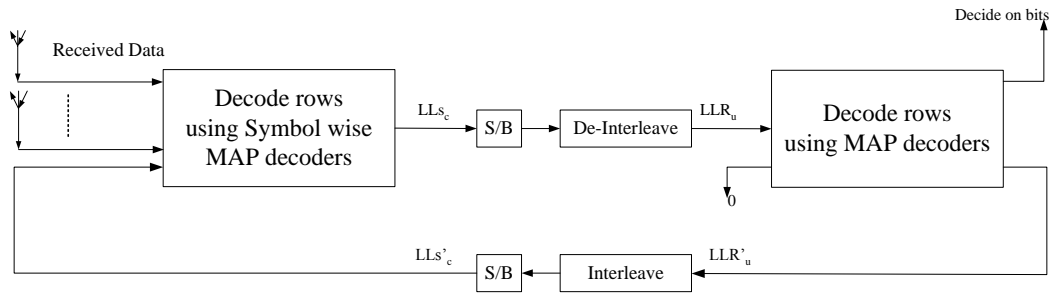 Decide on bits
Received Data
Decode rows
using Symbol wise
MAP decoders
LLs_c
S/B
De-Interleave
LLR_u
Decode rows
using MAP decoders
0
LLs'_c
S/B
Interleave
LLR'_u